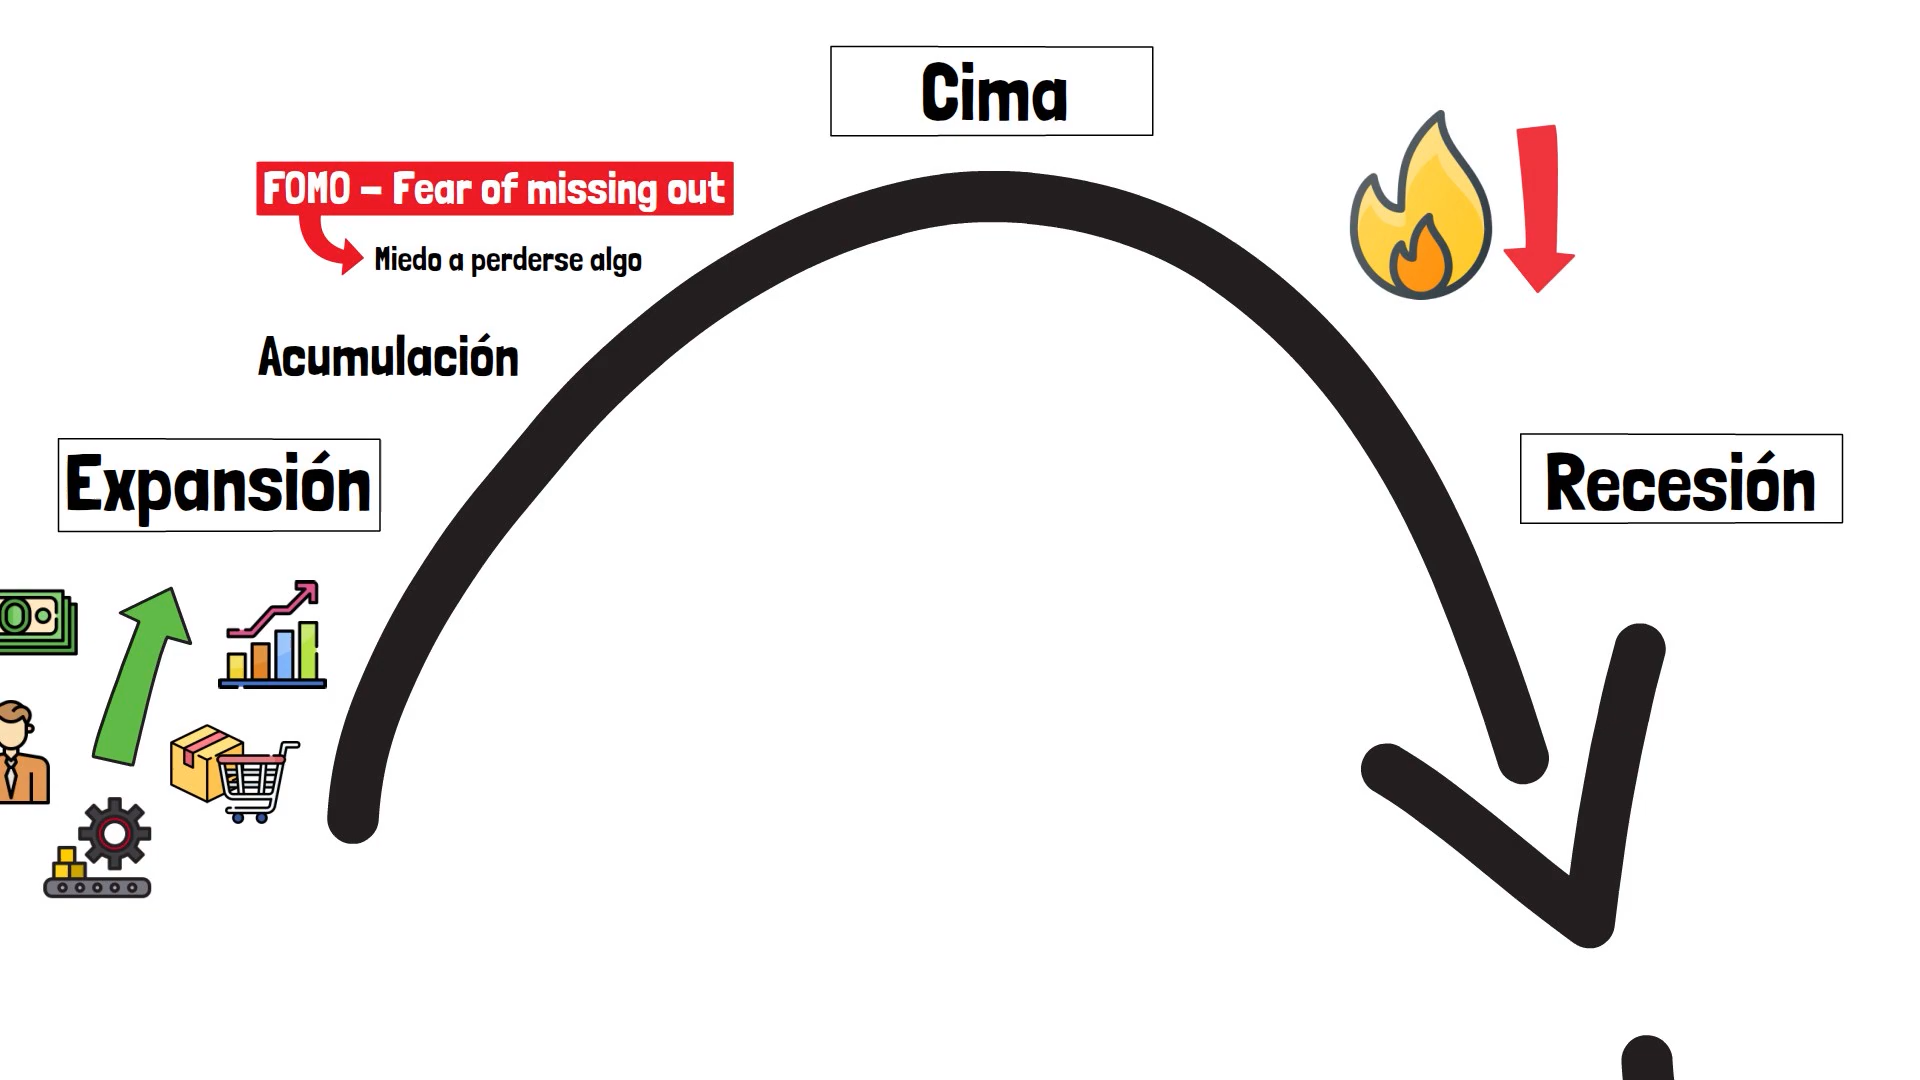 Cima
FOMO – Fear of missing out
Miedo a perderse algo
Acumulación
Expansión
Recesión